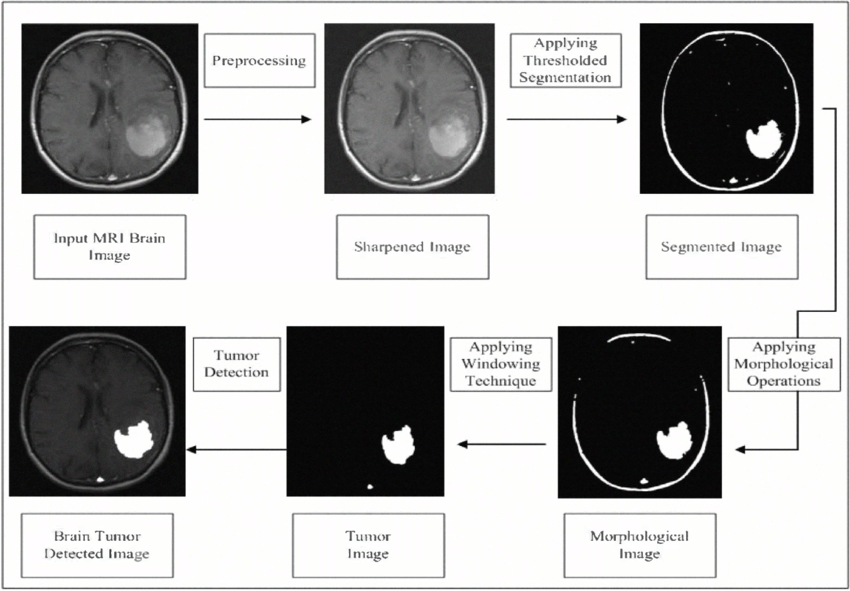 Preprocessing
Applying
Thresholded
Segmentation
Input MRI Brain
Image
Sharpened Image
Segmented Image
Tumor
Detection
Applying
Windowing
Technique
Applying
Morphological
Operations
Brain Tumor
Detected Image
Tumor
Image
Morphological
Image